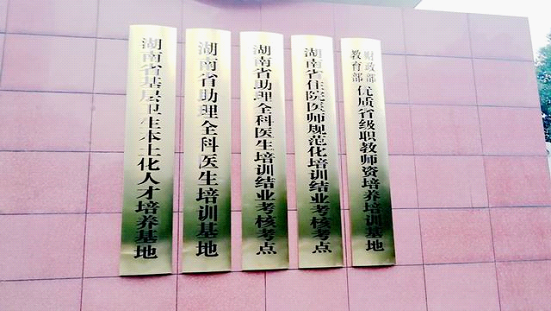 湖南省基层卫生本土化人才培养基地
湖南省助理全科医生培训基地
湖南省助理全科医生培训结业考核考点
湖南省住院医师规范化培训结业考核考点
财政部
教育部
优质省级职教师资培养培训基地